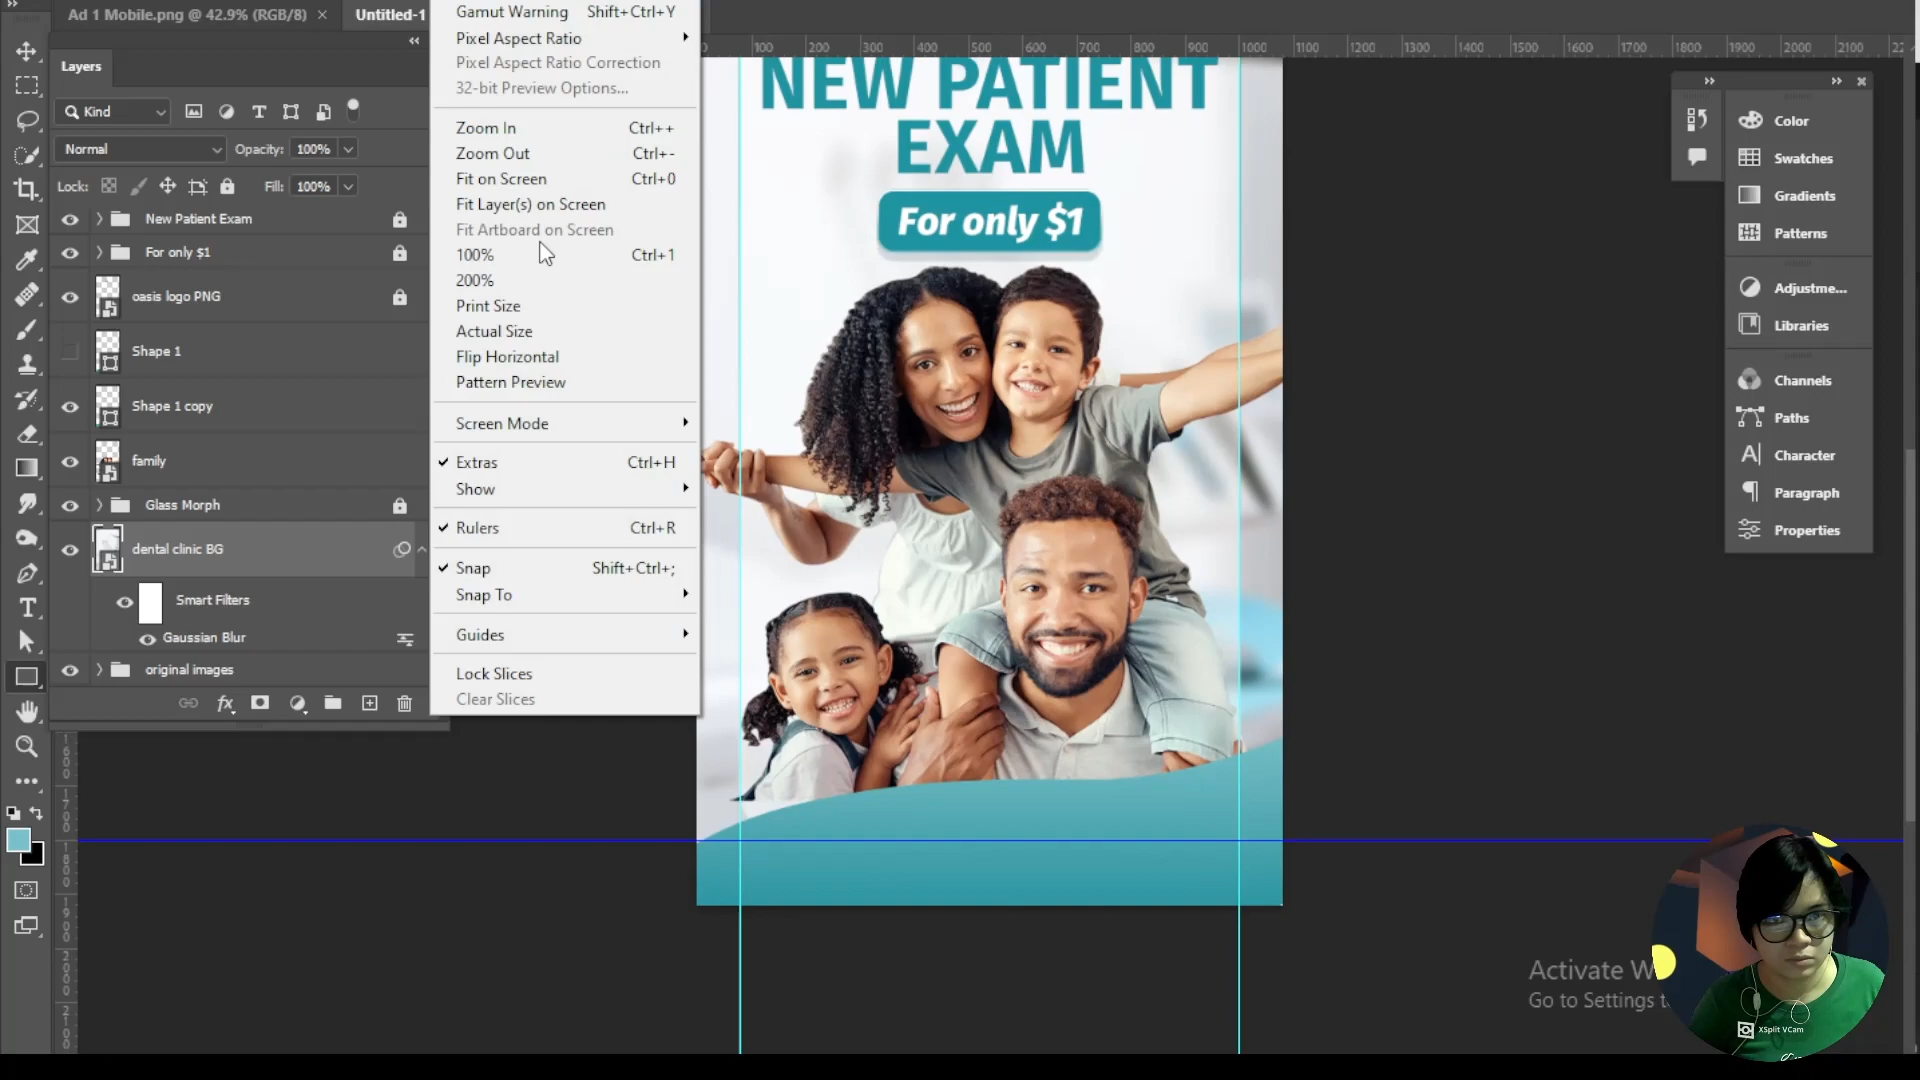 Ad 1 Mobile.png @ 42.9% (RGB/8)
Untitled-1
Layers
Kind
Normal
Opacity: 100%
Lock:
Fill: 100%
New Patient Exam
For only $1
oasis logo PNG
Shape 1
Shape 1 copy
family
Glass Morph
dental clinic BG
Smart Filters
Gaussian Blur
original images
Gamut Warning Shift+Ctrl+Y
Pixel Aspect Ratio
Pixel Aspect Ratio Correction
32-bit Preview Options...
Zoom In Ctrl++
Zoom Out Ctrl+-
Fit on Screen Ctrl+0
Fit Layer(s) on Screen
Fit Artboard on Screen
100% Ctrl+1
200%
Print Size
Actual Size
Flip Horizontal
Pattern Preview
Screen Mode
Extras Ctrl+H
Show
Rulers Ctrl+R
Snap Shift+Ctrl+;
Snap To
Guides
Lock Slices
Clear Slices
0 100 200 300 400 500 600 700 800 900 1000 1100 1200 1300 1400 1500 1600 1700 1800 1900 2000 2100
1600
1700
1800
1900
2000
2100
NEW PATIENT
EXAM
For only $1
Color
Swatches
Gradients
Patterns
Adjustme...
Libraries
Channels
Paths
Character
Paragraph
Properties
Activate W
Go to Settings t
XSplit VCam